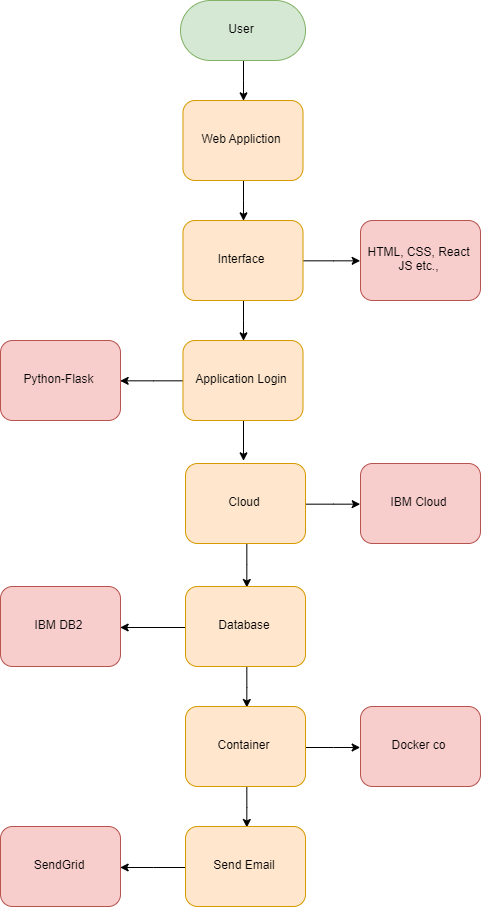 User
Web Appliction
Interface
HTML, CSS, React
JS etc.,
Python-Flask
Application Login
Cloud
IBM Cloud
IBM DB2
Database
Container
Docker co
SendGrid
Send Email